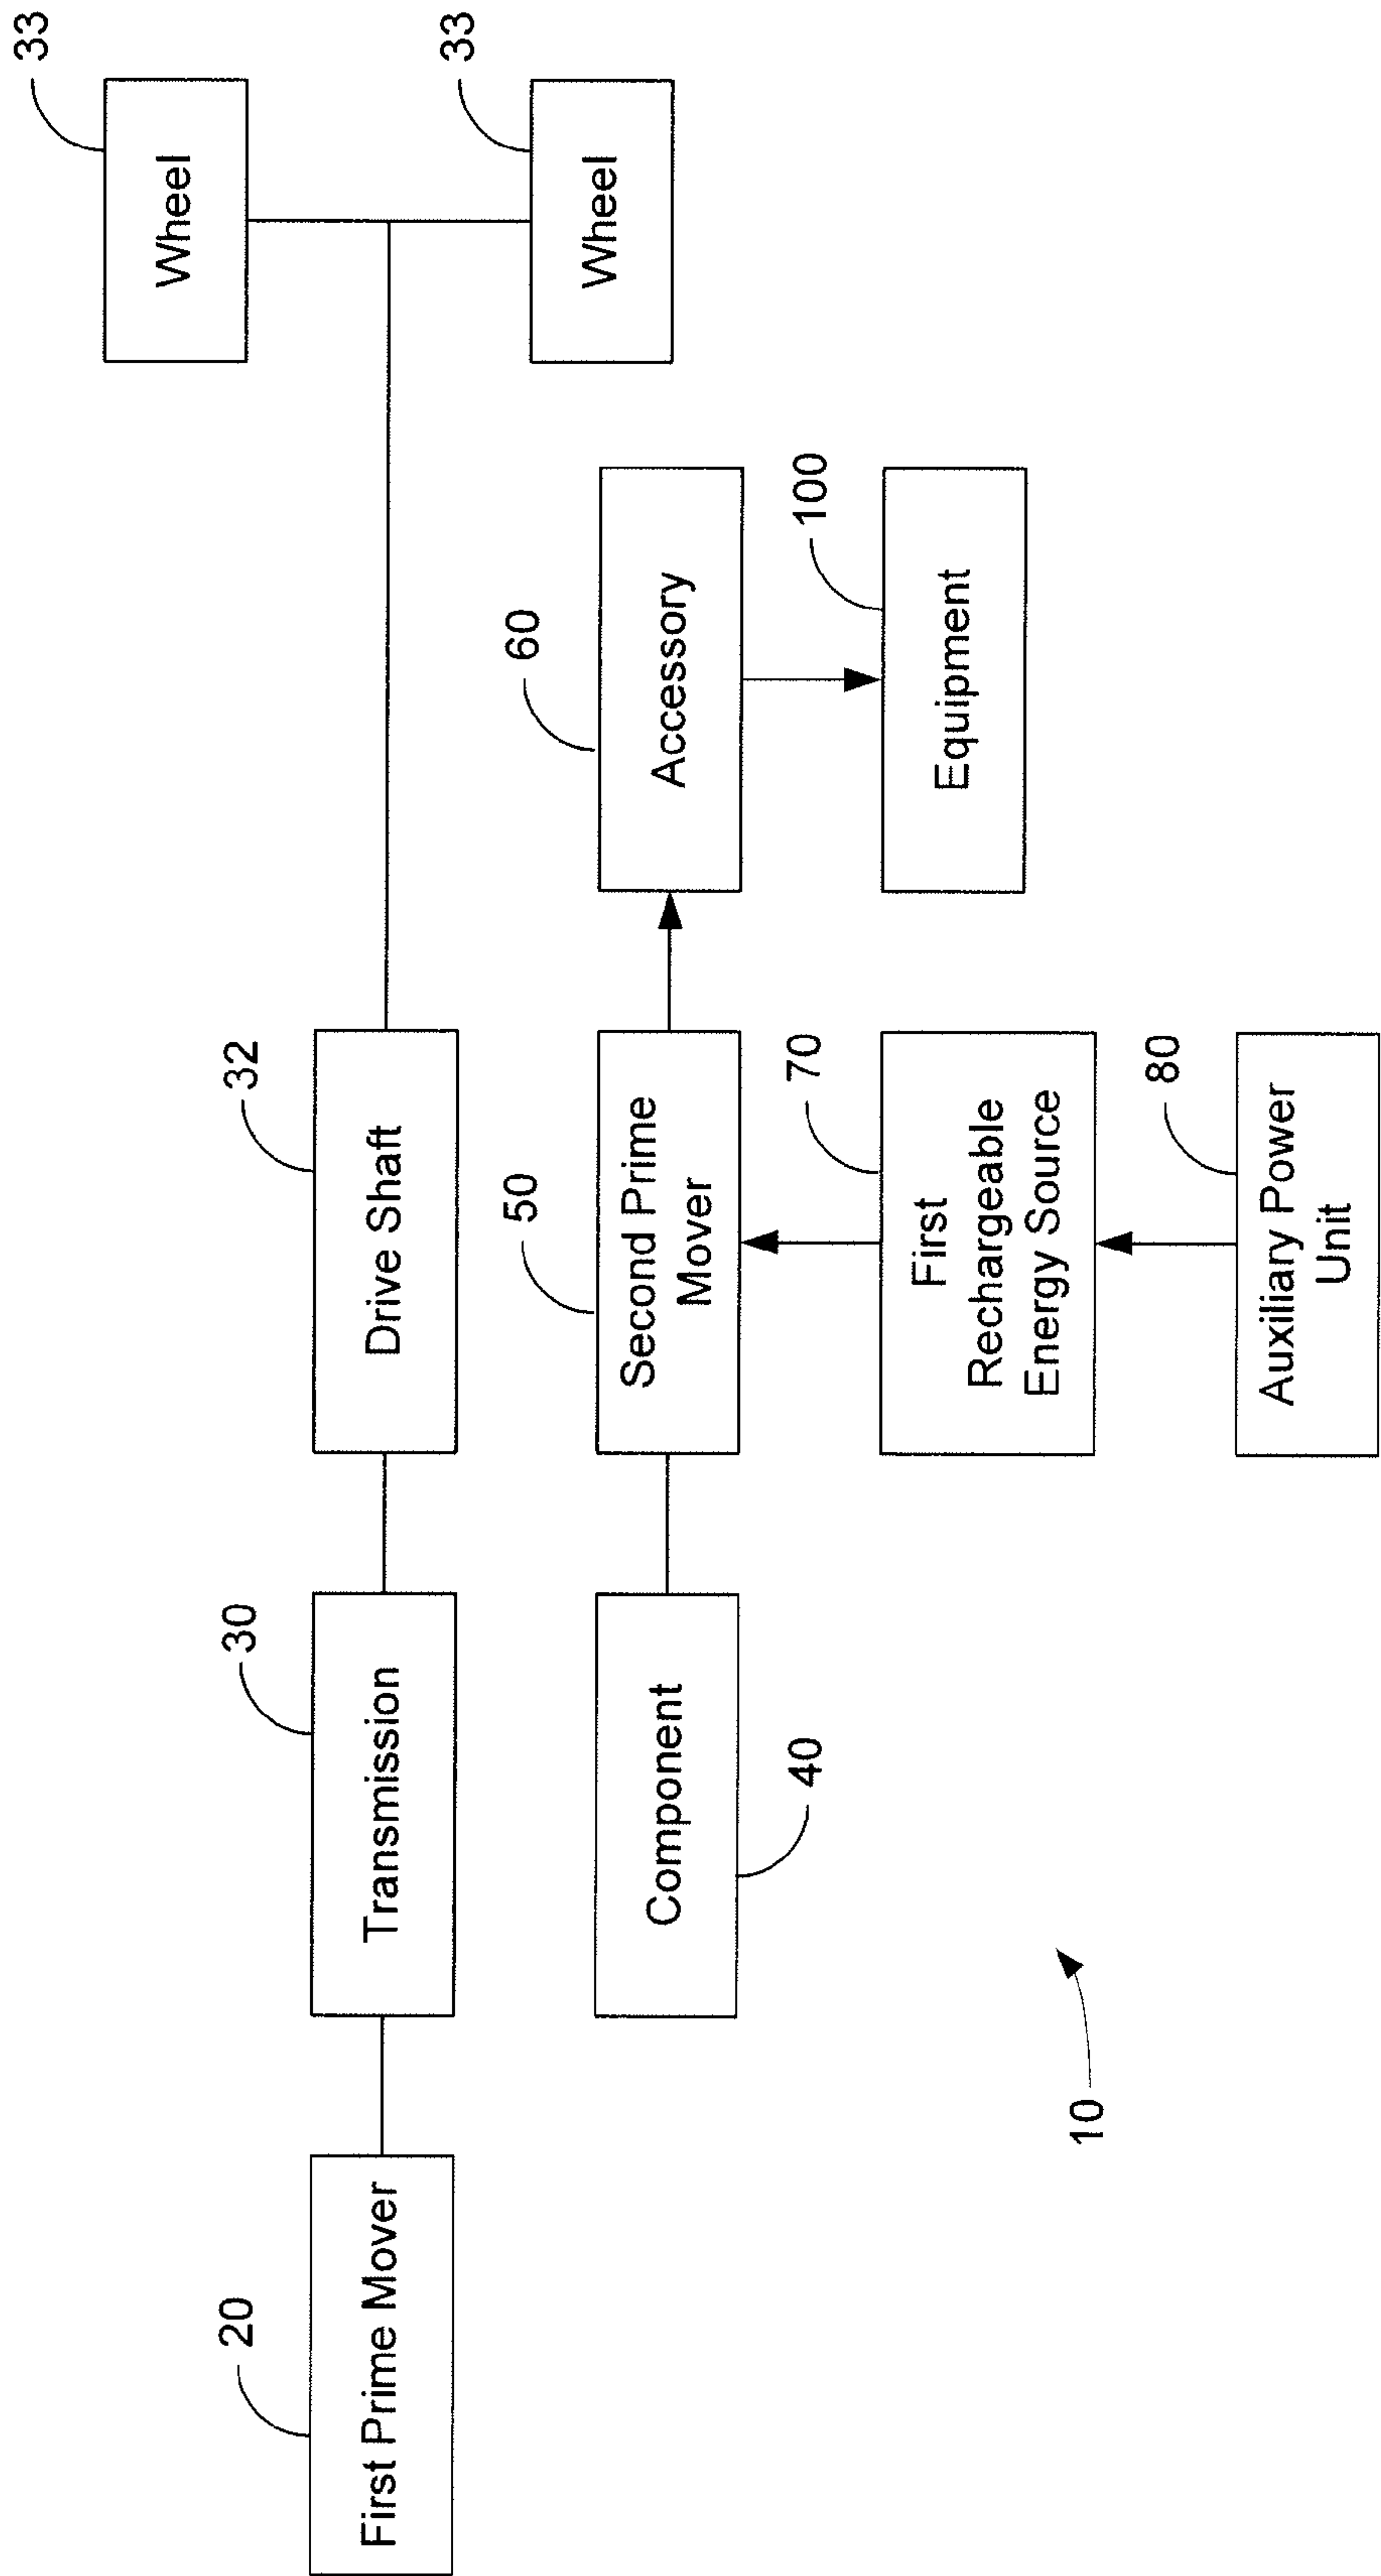 33
Wheel
33
Wheel
32
Drive Shaft
30
Transmission
20
First Prime Mover
60
Accessory
100
Equipment
50
Second Prime
Mover
40
Component
70
First
Rechargeable
Energy Source
80
Auxiliary Power
Unit
10